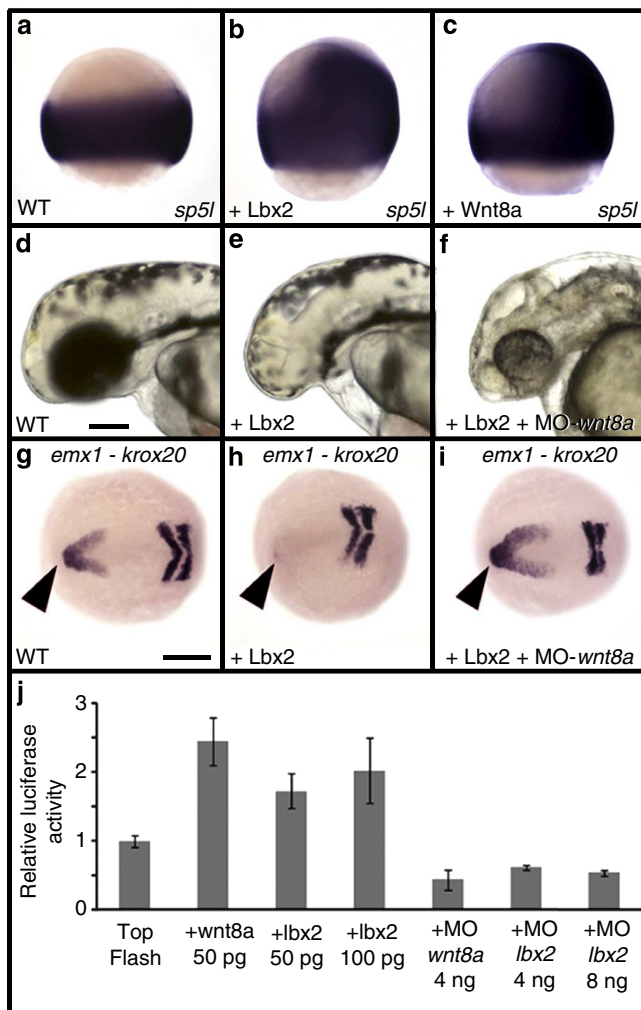 a
b
c
WT
sp5l
+ Lbx2
sp5l
+ Wnt8a
sp5l
d
e
f
WT
+ Lbx2
+ Lbx2 + MO-wnt8a
g
emx1 - krox20
h
emx1 - krox20
i
emx1 - krox20
WT
+ Lbx2
+ Lbx2 + MO-wnt8a
j
Relative luciferase
activity
3
2
1
0
Top
Flash
+wnt8a
50 pg
+lbx2
50 pg
+lbx2
100 pg
+MO
wnt8a
4 ng
+MO
lbx2
4 ng
+MO
lbx2
8 ng